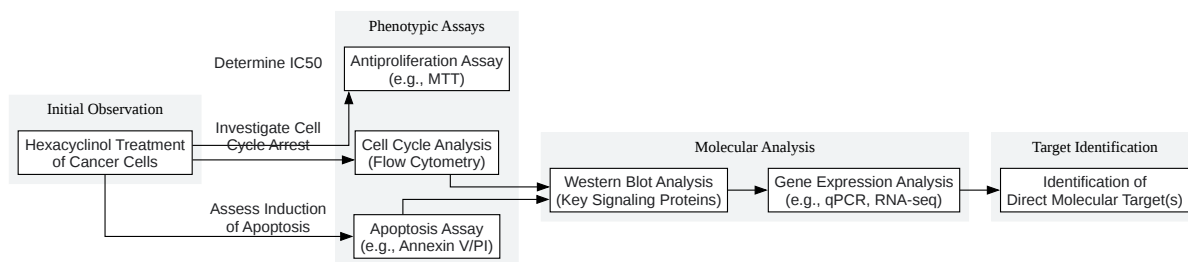 Phenotypic Assays
Determine IC50
Antiproliferation Assay
(e.g., MTT)
Initial Observation
Hexacyclinol Treatment
of Cancer Cells
Investigate Cell
Cycle Arrest
Cell Cycle Analysis
(Flow Cytometry)
Assess Induction
of Apoptosis
Apoptosis Assay
(e.g., Annexin V/PI)
Molecular Analysis
Western Blot Analysis
(Key Signaling Proteins)
Gene Expression Analysis
(e.g., qPCR, RNA-seq)
Target Identification
Identification of
Direct Molecular Target(s)